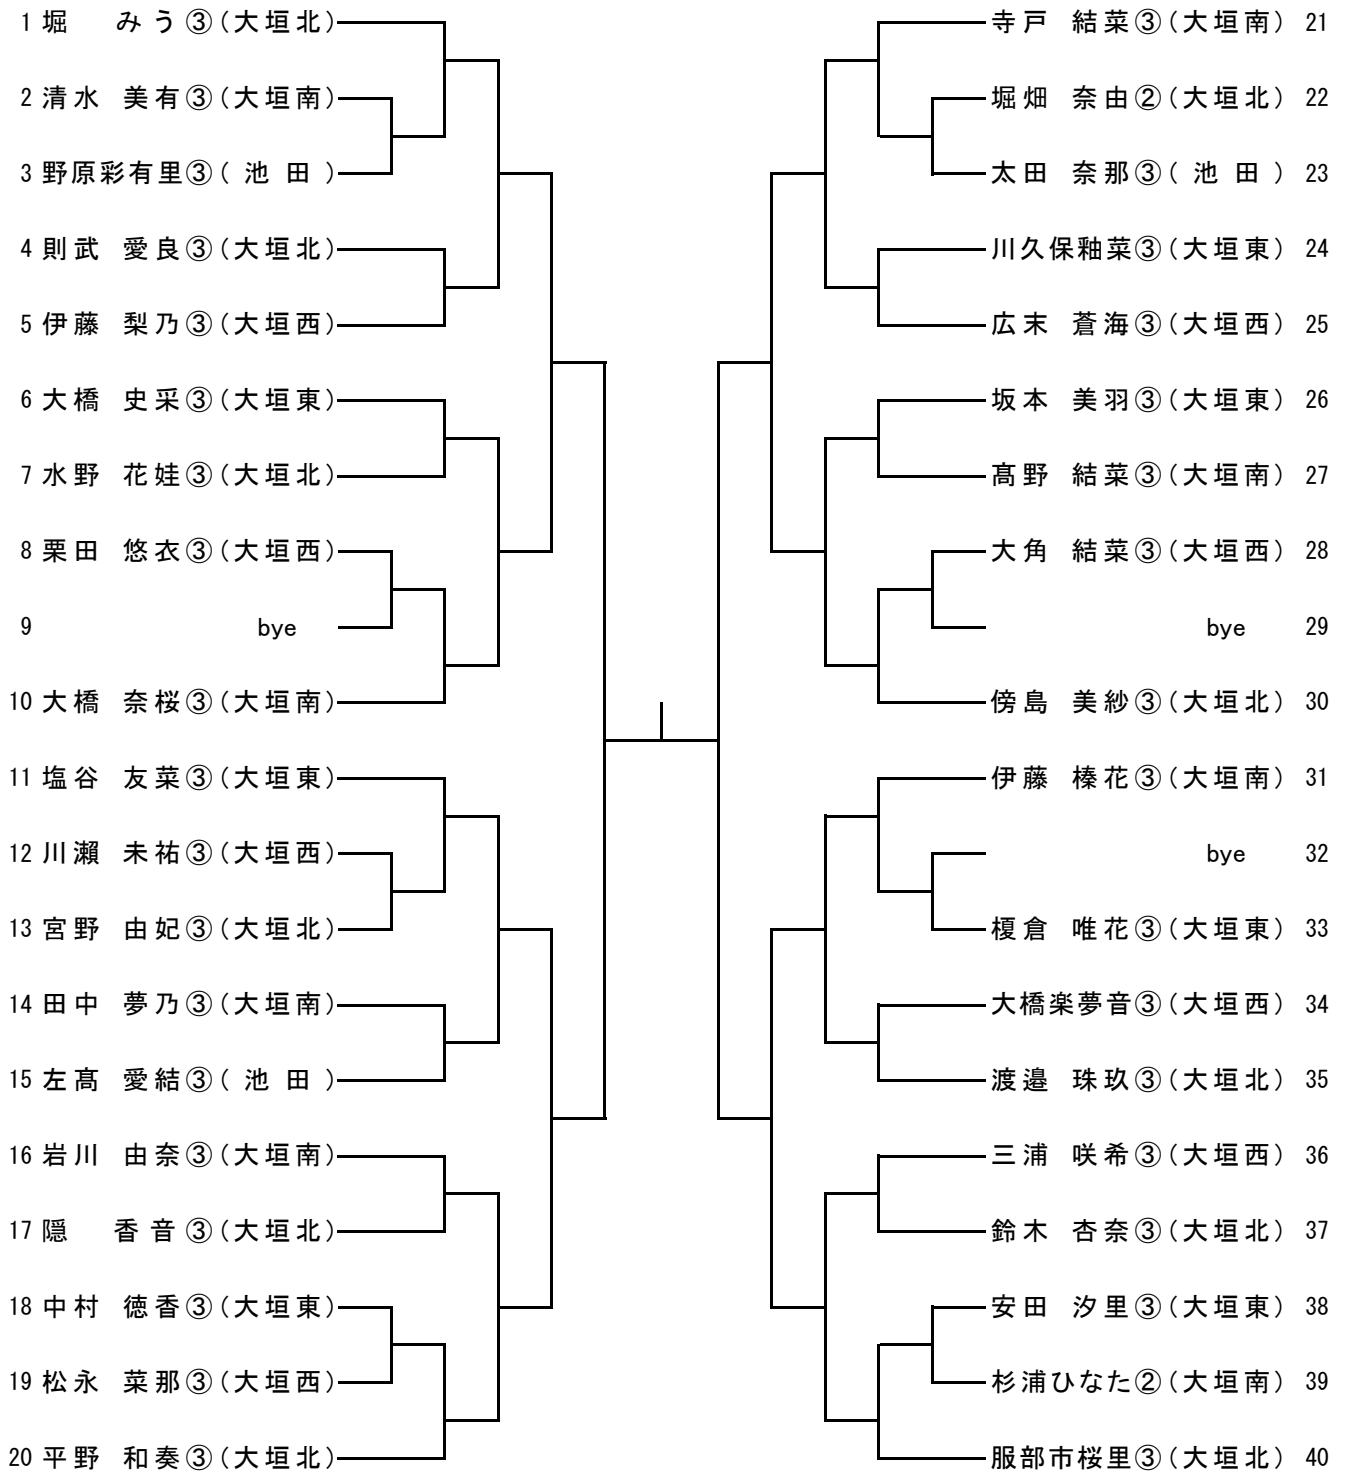 1 堀 みう③(大垣北)
2 清水 美有③(大垣南)
3 野原彩有里③( 池 田 )
4 則武 愛良③(大垣北)
5 伊藤 梨乃③(大垣西)
6 大橋 史采③(大垣東)
7 水野 花娃③(大垣北)
8 栗田 悠衣③(大垣西)
9 bye
10 大橋 奈桜③(大垣南)
11 塩谷 友菜③(大垣東)
12 川瀬 未祐③(大垣西)
13 宮野 由妃③(大垣北)
14 田中 夢乃③(大垣南)
15 左髙 愛結③( 池 田 )
16 岩川 由奈③(大垣南)
17 隠 香音③(大垣北)
18 中村 徳香③(大垣東)
19 松永 菜那③(大垣西)
20 平野 和奏③(大垣北)
寺戸 結菜③(大垣南) 21
堀畑 奈由②(大垣北) 22
太田 奈那③( 池 田 ) 23
川久保釉菜③(大垣東) 24
広末 蒼海③(大垣西) 25
坂本 美羽③(大垣東) 26
髙野 結菜③(大垣南) 27
大角 結菜③(大垣西) 28
bye 29
傍島 美紗③(大垣北) 30
伊藤 榛花③(大垣南) 31
bye 32
榎倉 唯花③(大垣東) 33
大橋楽夢音③(大垣西) 34
渡邉 珠玖③(大垣北) 35
三浦 咲希③(大垣西) 36
鈴木 杏奈③(大垣北) 37
安田 汐里③(大垣東) 38
杉浦ひなた②(大垣南) 39
服部市桜里③(大垣北) 40